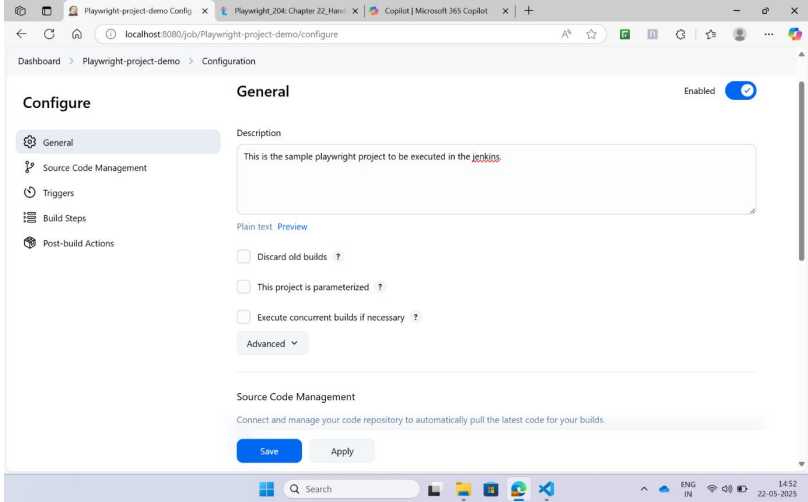 Playwright-project-demo Config
Playwright_204: Chapter 22_Hand
Copilot | Microsoft 365 Copilot
localhost:8080/job/Playwright-project-demo/configure
Dashboard > Playwright-project-demo > Configuration
Configure
General
Source Code Management
Triggers
Build Steps
Post-build Actions
General
Enabled
Description
This is the sample playwright project to be executed in the jenkins.
Plain text Preview
Discard old builds ?
This project is parameterized ?
Execute concurrent builds if necessary ?
Advanced
Source Code Management
Connect and manage your code repository to automatically pull the latest code for your builds.
Save
Apply
Search
ENG
IN
14:52
22-05-2025